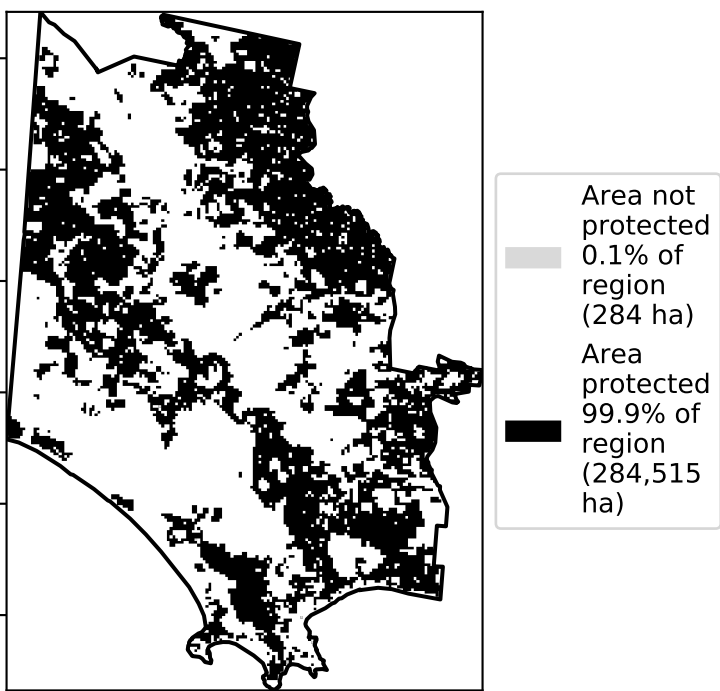 Area not
protected
0.1% of
region
(284 ha)
Area
protected
99.9% of
region
(284,515
ha)